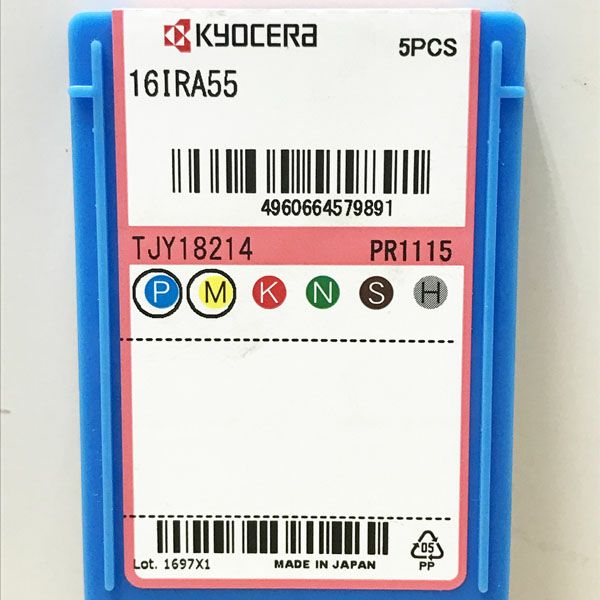 KYOCERA 5PCS
16IRA55
4960664579891
TJY18214 PR1115
P M K N S H
Lot. 1697X1 MADE IN JAPAN
05
PP